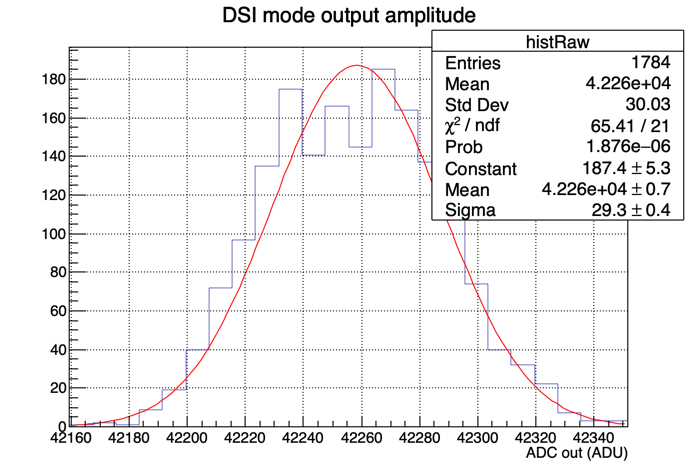 DSI mode output amplitude
histRaw
Entries 1784
Mean 4.226e+04
Std Dev 30.03
χ² / ndf 65.41 / 21
Prob 1.876e−06
Constant 187.4 ± 5.3
Mean 4.226e+04 ± 0.7
Sigma 29.3 ± 0.4
180
160
140
120
100
80
60
40
20
0
42160 42180 42200 42220 42240 42260 42280 42300 42320 42340
ADC out (ADU)